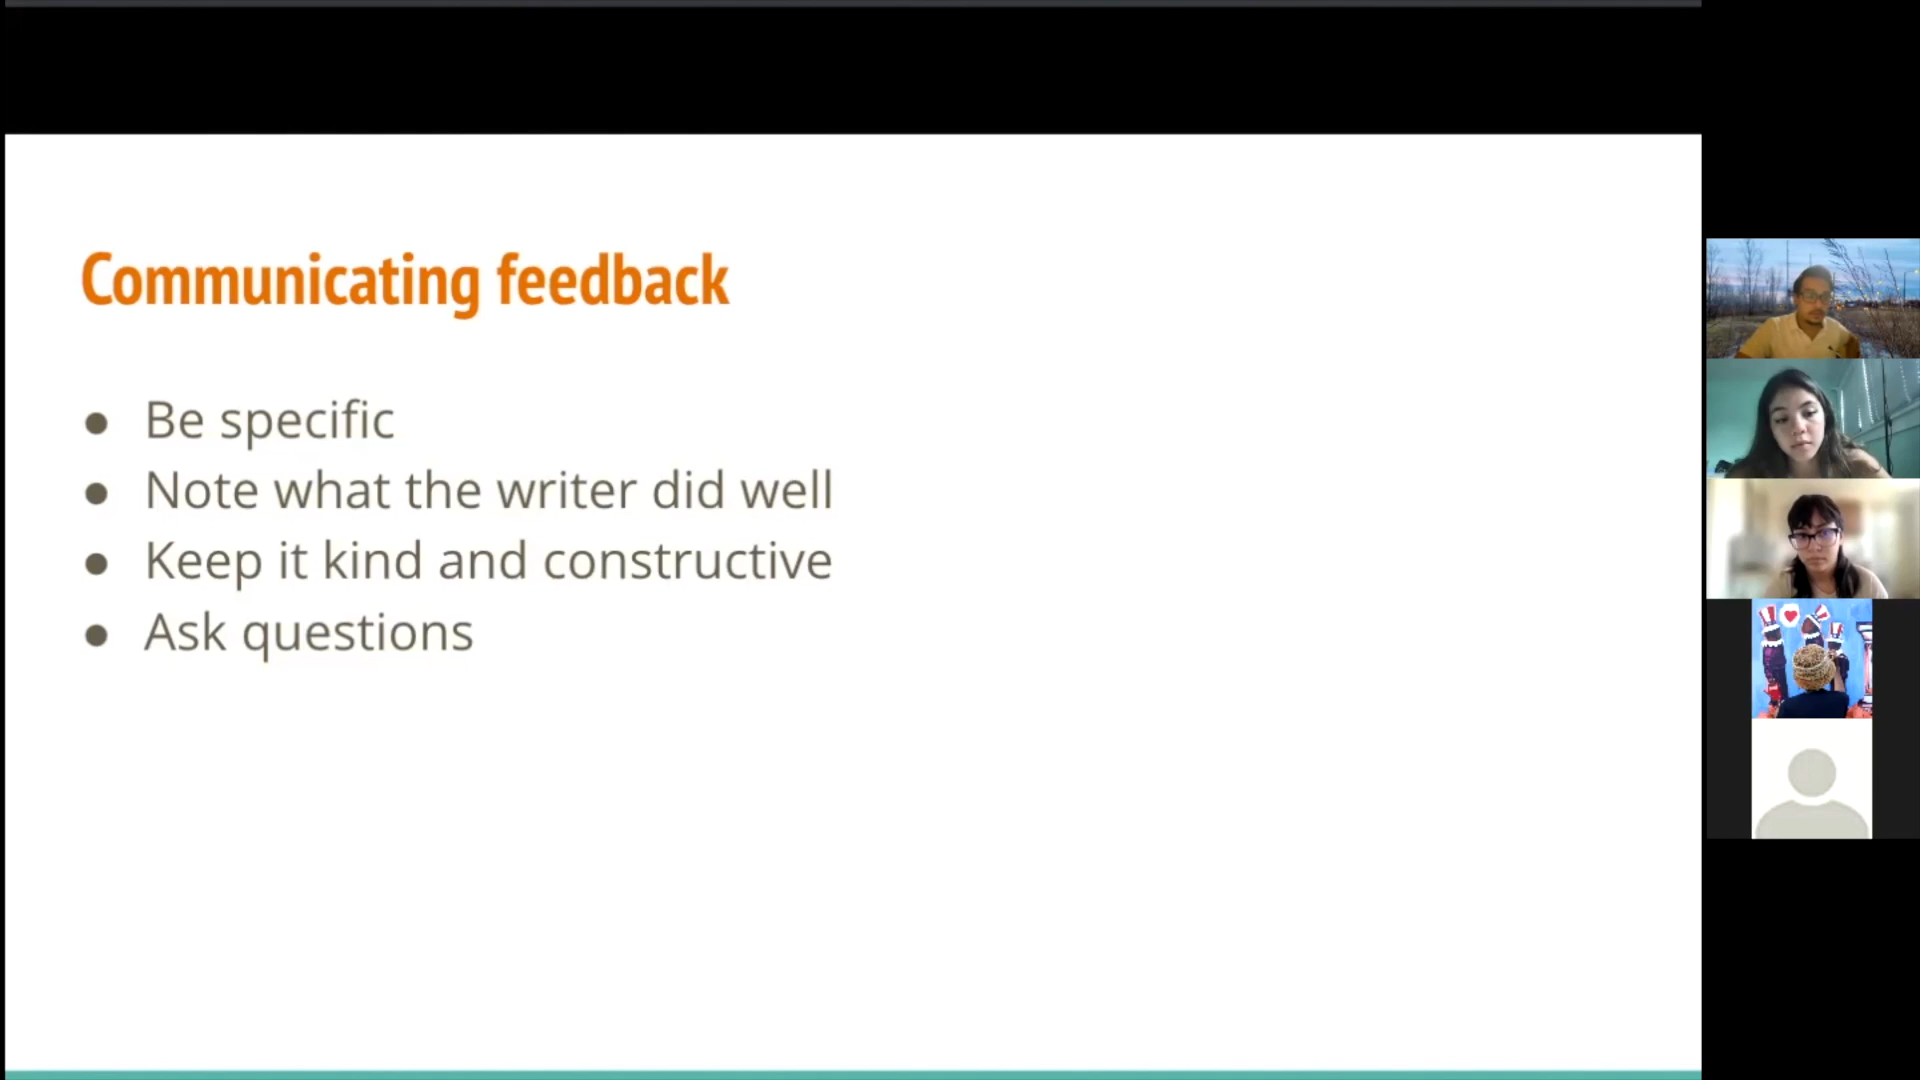 Communicating feedback
● Be specific
● Note what the writer did well
● Keep it kind and constructive
● Ask questions